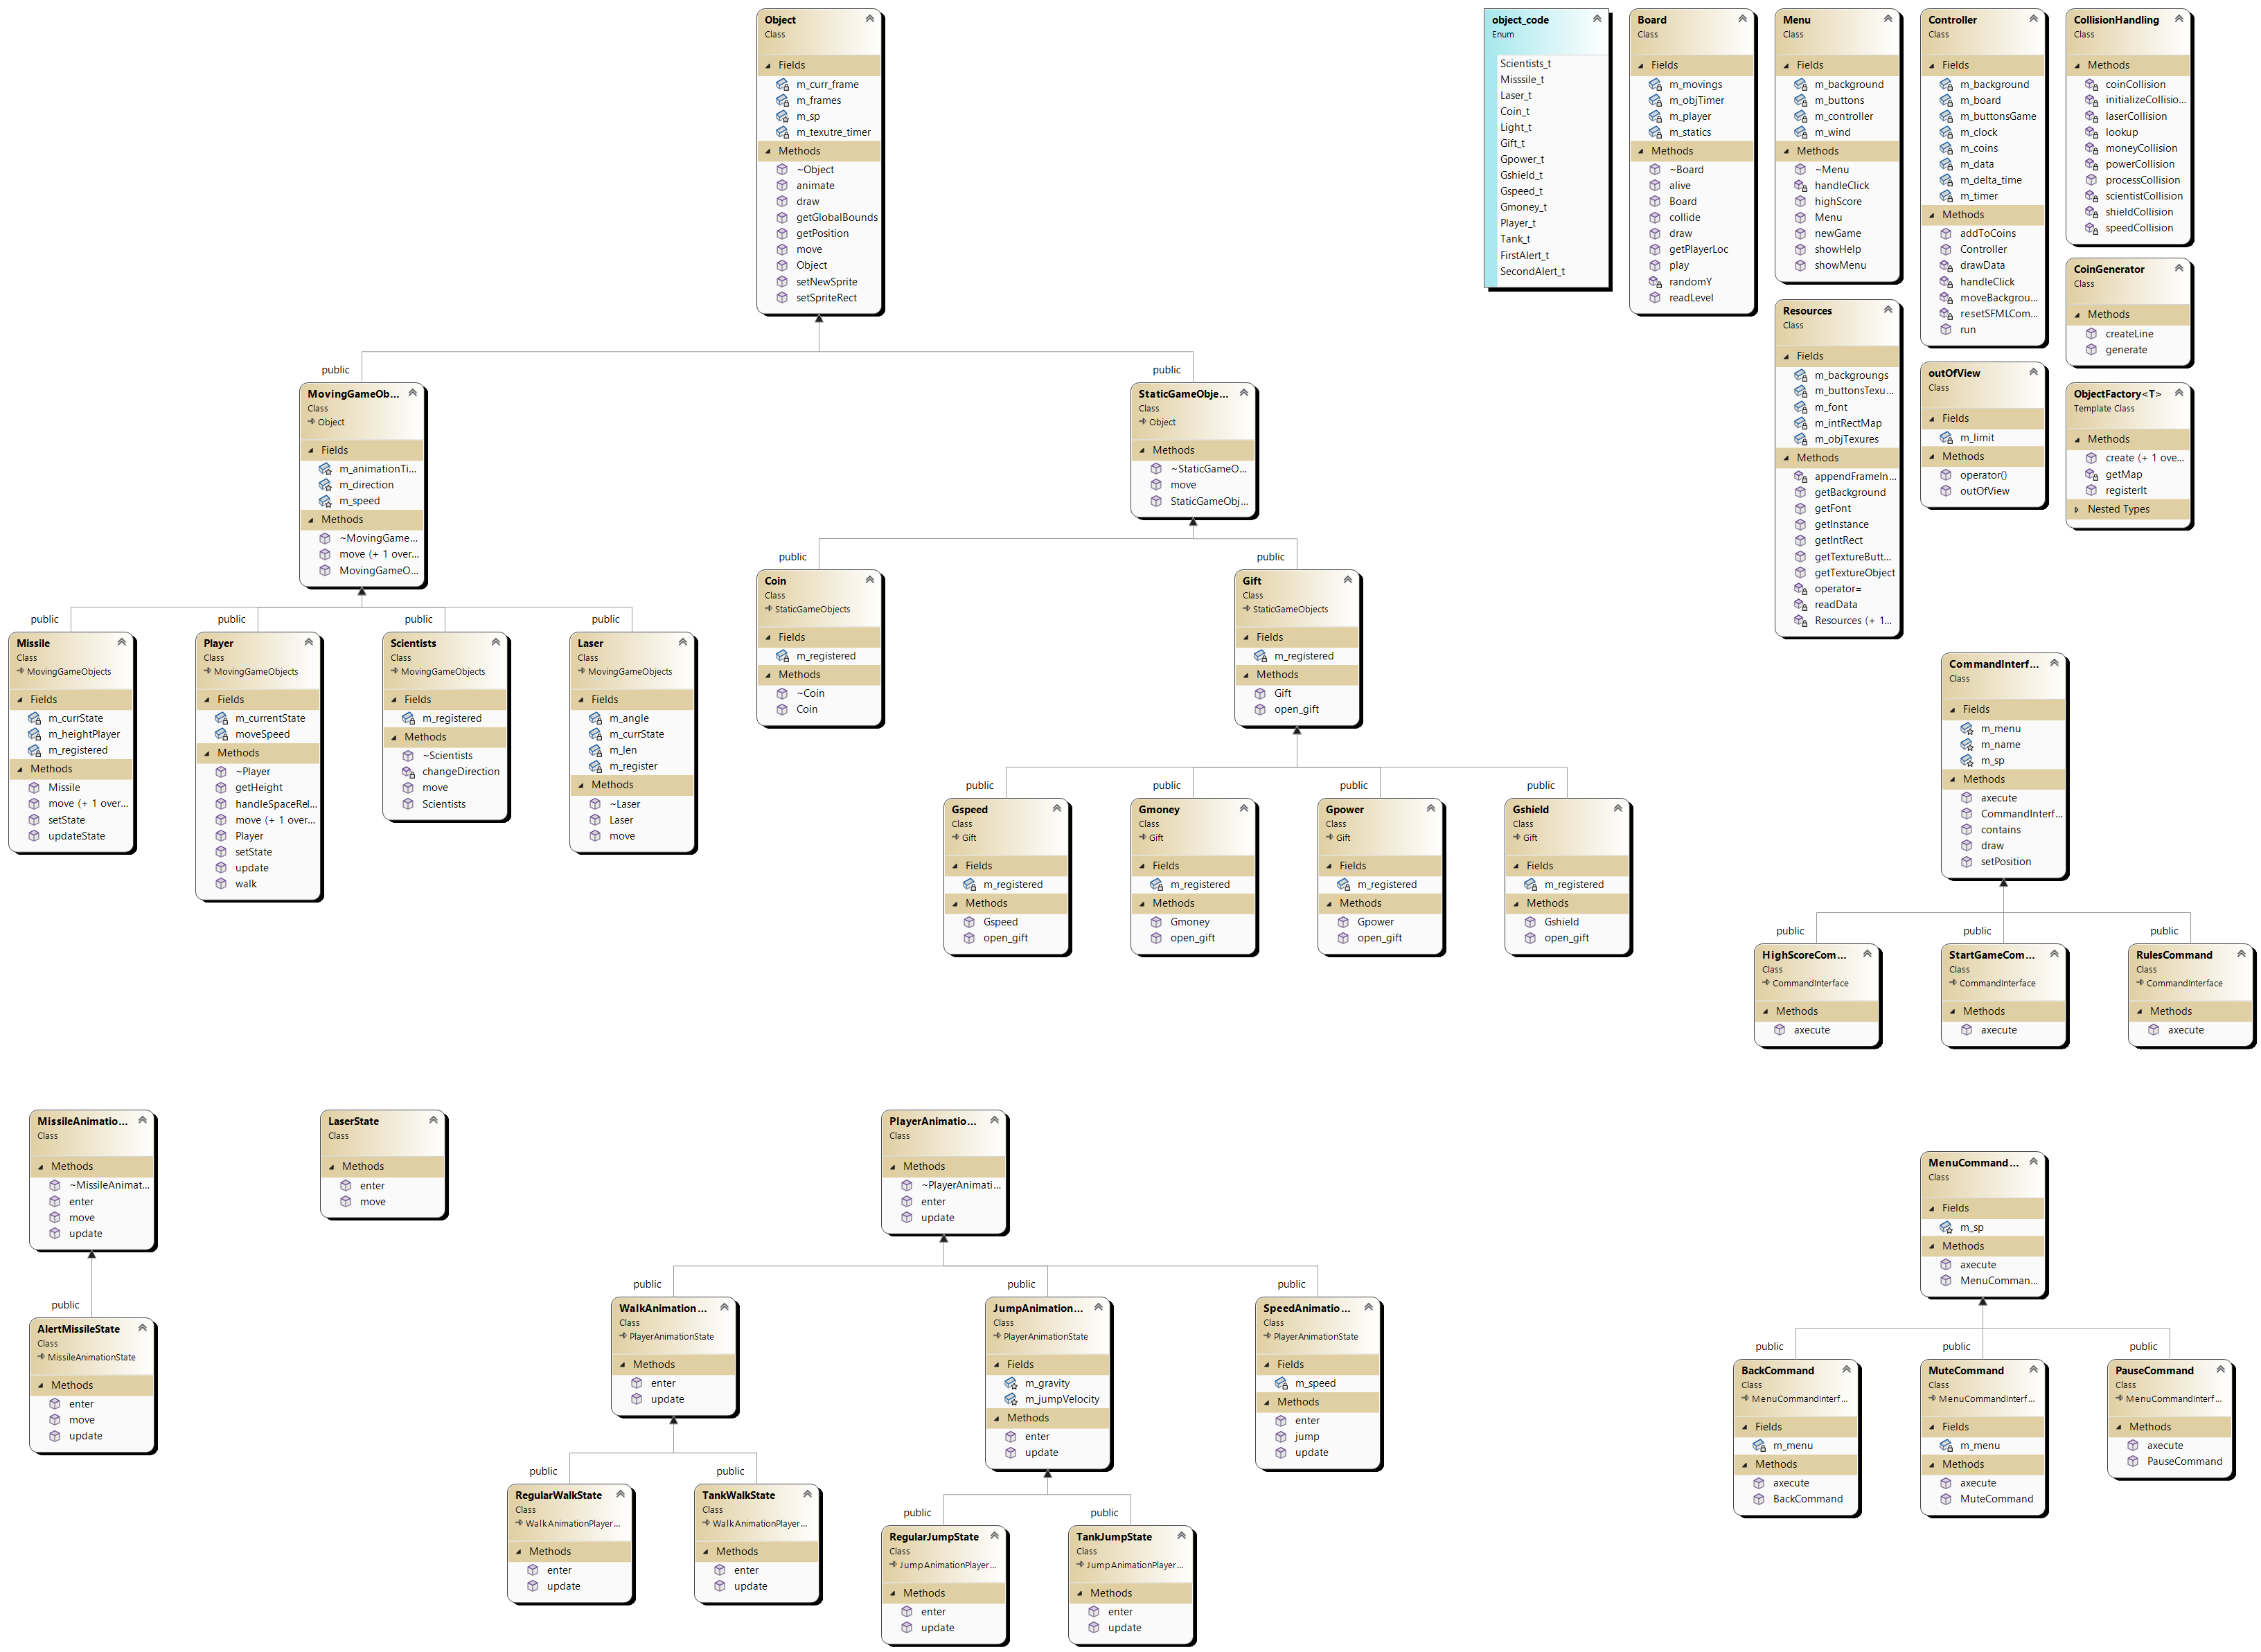 Object
Class
Fields
m_curr_frame
m_frames
m_sp
m_texutre_timer
Methods
~Object
animate
draw
getGlobalBounds
getPosition
move
Object
setNewSprite
setSpriteRect
object_code
Enum
Scientists_t
Misssile_t
Laser_t
Coin_t
Light_t
Gift_t
Gpower_t
Gshield_t
Gspeed_t
Gmoney_t
Player_t
Tank_t
FirstAlert_t
SecondAlert_t
Board
Class
Fields
m_movings
m_objTimer
m_player
m_statics
Methods
~Board
alive
Board
collide
draw
getPlayerLoc
play
randomY
readLevel
Menu
Class
Fields
m_background
m_buttons
m_controller
m_wind
Methods
~Menu
handleClick
highScore
Menu
newGame
showHelp
showMenu
Controller
Class
Fields
m_background
m_board
m_buttonsGame
m_clock
m_coins
m_data
m_delta_time
m_timer
Methods
addToCoins
Controller
drawData
handleClick
moveBackgrou...
resetSFMLCom...
run
CollisionHandling
Class
Methods
coinCollision
initializeCollisio...
laserCollision
lookup
moneyCollision
powerCollision
processCollision
scientistCollision
shieldCollision
speedCollision
CoinGenerator
Class
Methods
createLine
generate
Resources
Class
Fields
m_backgroungs
m_buttonsTexu...
m_font
m_intRectMap
m_objTexures
Methods
appendFrameIn...
getBackground
getFont
getInstance
getIntRect
getTextureButt...
getTextureObject
operator=
readData
Resources (+ 1...
outOfView
Class
Fields
m_limit
Methods
operator()
outOfView
ObjectFactory<T>
Template Class
Methods
create (+ 1 ove...
getMap
registerIt
Nested Types
public
public
MovingGameOb...
Class
Object
Fields
m_animationTi...
m_direction
m_speed
Methods
~MovingGame...
move (+ 1 over...
MovingGameO...
StaticGameObje...
Class
Object
Methods
~StaticGameO...
move
StaticGameObj...
public
public
public
public
public
public
Missile
Class
MovingGameObjects
Fields
m_currState
m_heightPlayer
m_registered
Methods
Missile
move (+ 1 over...
setState
updateState
Player
Class
MovingGameObjects
Fields
m_currentState
moveSpeed
Methods
~Player
getHeight
handleSpaceRel...
move (+ 1 over...
Player
setState
update
walk
Scientists
Class
MovingGameObjects
Fields
m_registered
Methods
~Scientists
changeDirection
move
Scientists
Laser
Class
MovingGameObjects
Fields
m_angle
m_currState
m_len
m_register
Methods
~Laser
Laser
move
Coin
Class
StaticGameObjects
Fields
m_registered
Methods
~Coin
Coin
Gift
Class
StaticGameObjects
Fields
m_registered
Methods
Gift
open_gift
public
public
public
public
Gspeed
Class
Gift
Fields
m_registered
Methods
Gspeed
open_gift
Gmoney
Class
Gift
Fields
m_registered
Methods
Gmoney
open_gift
Gpower
Class
Gift
Fields
m_registered
Methods
Gpower
open_gift
Gshield
Class
Gift
Fields
m_registered
Methods
Gshield
open_gift
CommandInterf...
Class
Fields
m_menu
m_name
m_sp
Methods
axecute
CommandInterf...
contains
draw
setPosition
public
public
public
HighScoreCom...
Class
CommandInterface
Methods
axecute
StartGameCom...
Class
CommandInterface
Methods
axecute
RulesCommand
Class
CommandInterface
Methods
axecute
MissileAnimatio...
Class
Methods
~MissileAnimat...
enter
move
update
public
AlertMissileState
Class
MissileAnimationState
Methods
enter
move
update
LaserState
Class
Methods
enter
move
PlayerAnimatio...
Class
Methods
~PlayerAnimati...
enter
update
public
public
public
WalkAnimation...
Class
PlayerAnimationState
Methods
enter
update
JumpAnimation...
Class
PlayerAnimationState
Fields
m_gravity
m_jumpVelocity
Methods
enter
update
SpeedAnimatio...
Class
PlayerAnimationState
Fields
m_speed
Methods
enter
jump
update
public
public
public
public
RegularWalkState
Class
WalkAnimationPlayer...
Methods
enter
update
TankWalkState
Class
WalkAnimationPlayer...
Methods
enter
update
RegularJumpState
Class
JumpAnimationPlayer...
Methods
enter
update
TankJumpState
Class
JumpAnimationPlayer...
Methods
enter
update
MenuCommand...
Class
Fields
m_sp
Methods
axecute
MenuComman...
public
public
public
BackCommand
Class
MenuCommandInterf...
Fields
m_menu
Methods
axecute
BackCommand
MuteCommand
Class
MenuCommandInterf...
Fields
m_menu
Methods
axecute
MuteCommand
PauseCommand
Class
MenuCommandInterf...
Methods
axecute
PauseCommand